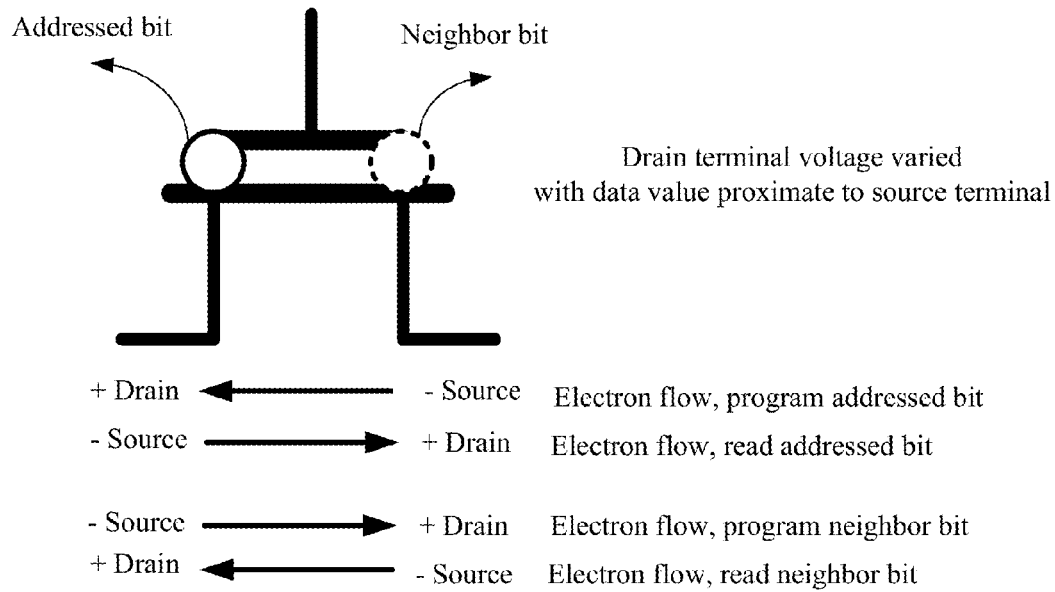 Addressed bit
Neighbor bit
Drain terminal voltage varied
with data value proximate to source terminal
+ Drain - Source Electron flow, program addressed bit
- Source + Drain Electron flow, read addressed bit
- Source + Drain Electron flow, program neighbor bit
+ Drain - Source Electron flow, read neighbor bit